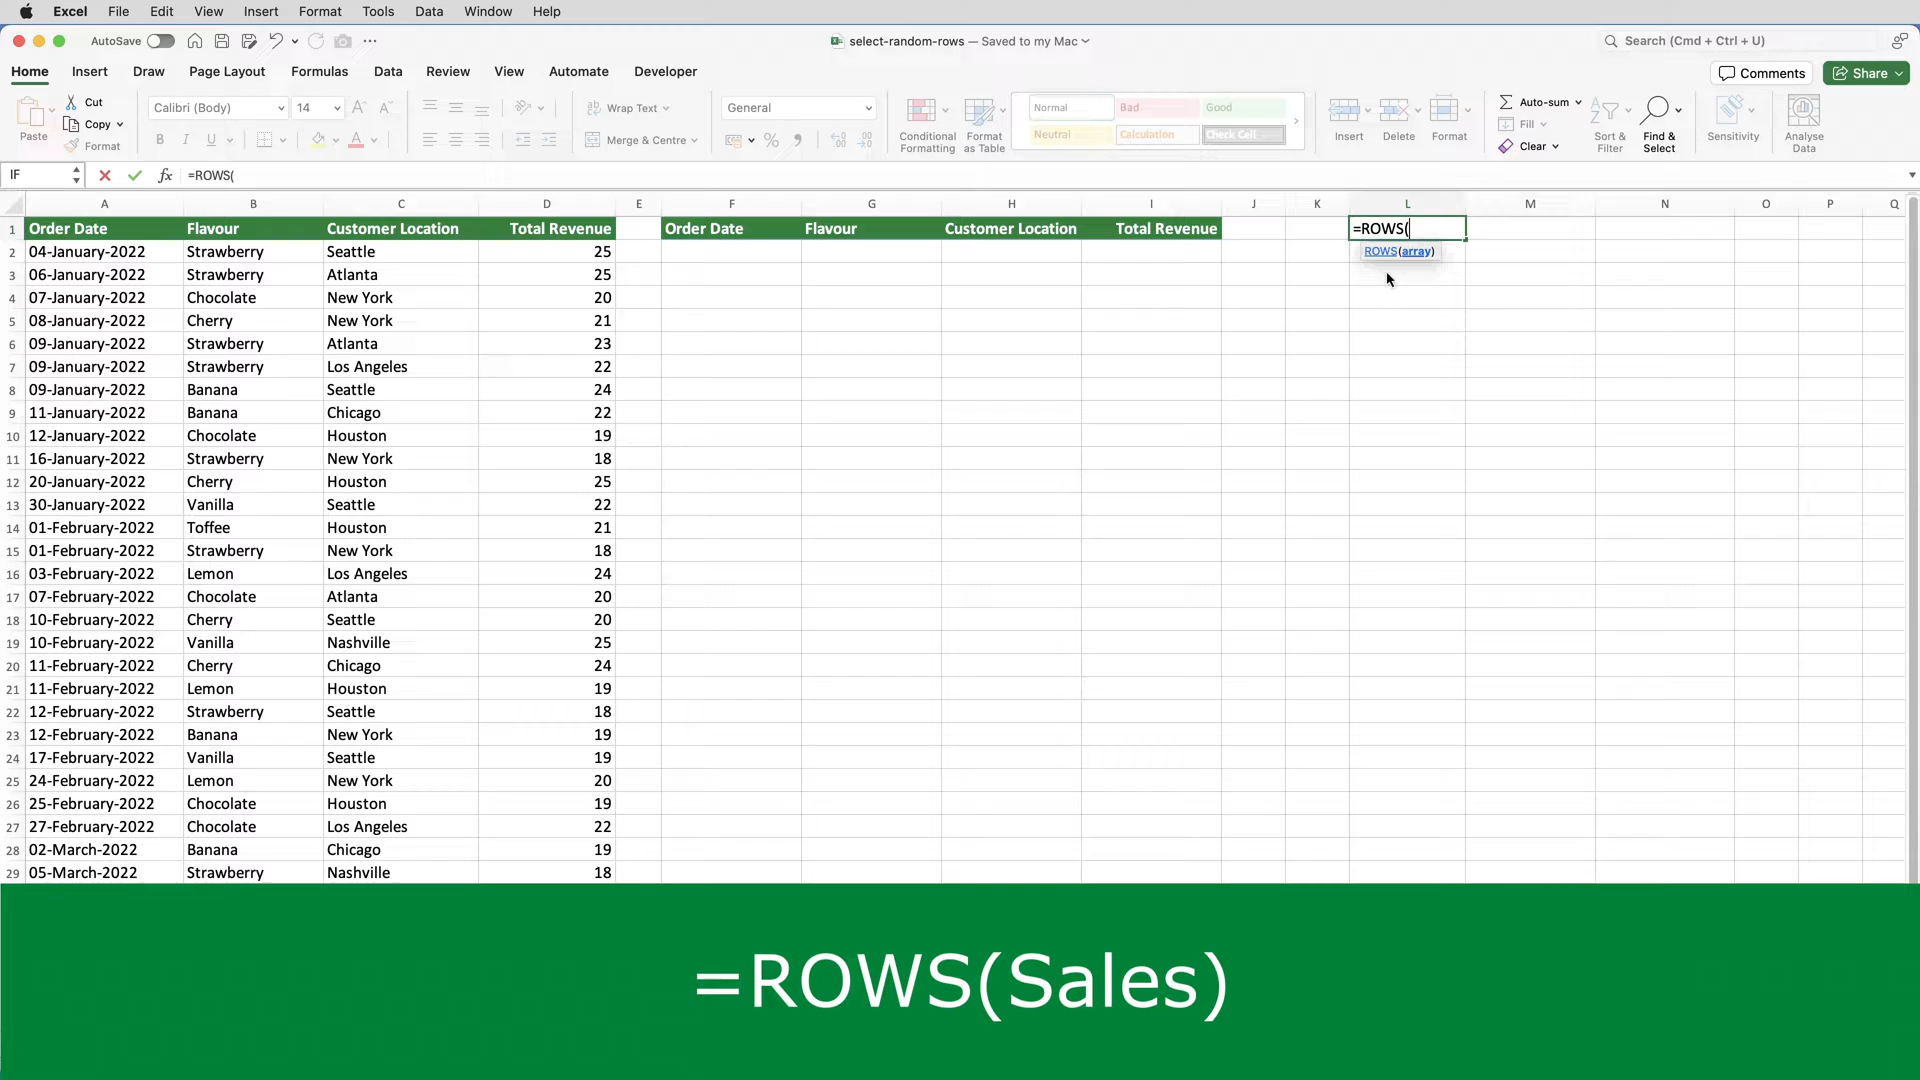 Excel File Edit View Insert Format Tools Data Window Help
AutoSave select-random-rows — Saved to my Mac Search (Cmd + Ctrl + U)
Home Insert Draw Page Layout Formulas Data Review View Automate Developer Comments Share
Paste Cut Copy Format
Calibri (Body) 14
B I U A
Wrap Text
Merge & Centre
General
%
Conditional Formatting
Format as Table
Normal Bad Good
Neutral Calculation Check Cell
Insert Delete Format
Auto-sum
Fill
Clear
Sort & Filter
Find & Select
Sensitivity
Analyse Data
IF fx =ROWS(
A B C D E F G H I J K L M N O P Q
1 Order Date Flavour Customer Location Total Revenue Order Date Flavour Customer Location Total Revenue =ROWS(
2 04-January-2022 Strawberry Seattle 25 ROWS(array)
3 06-January-2022 Strawberry Atlanta 25
4 07-January-2022 Chocolate New York 20
5 08-January-2022 Cherry New York 21
6 09-January-2022 Strawberry Atlanta 23
7 09-January-2022 Strawberry Los Angeles 22
8 09-January-2022 Banana Seattle 24
9 11-January-2022 Banana Chicago 22
10 12-January-2022 Chocolate Houston 19
11 16-January-2022 Strawberry New York 18
12 20-January-2022 Cherry Houston 25
13 30-January-2022 Vanilla Seattle 22
14 01-February-2022 Toffee Houston 21
15 01-February-2022 Strawberry New York 18
16 03-February-2022 Lemon Los Angeles 24
17 07-February-2022 Chocolate Atlanta 20
18 10-February-2022 Cherry Seattle 20
19 10-February-2022 Vanilla Nashville 25
20 11-February-2022 Cherry Chicago 24
21 11-February-2022 Lemon Houston 19
22 12-February-2022 Strawberry Seattle 18
23 12-February-2022 Banana New York 19
24 17-February-2022 Vanilla Seattle 19
25 24-February-2022 Lemon New York 20
26 25-February-2022 Chocolate Houston 19
27 27-February-2022 Chocolate Los Angeles 22
28 02-March-2022 Banana Chicago 19
29 05-March-2022 Strawberry Nashville 18
=ROWS(Sales)